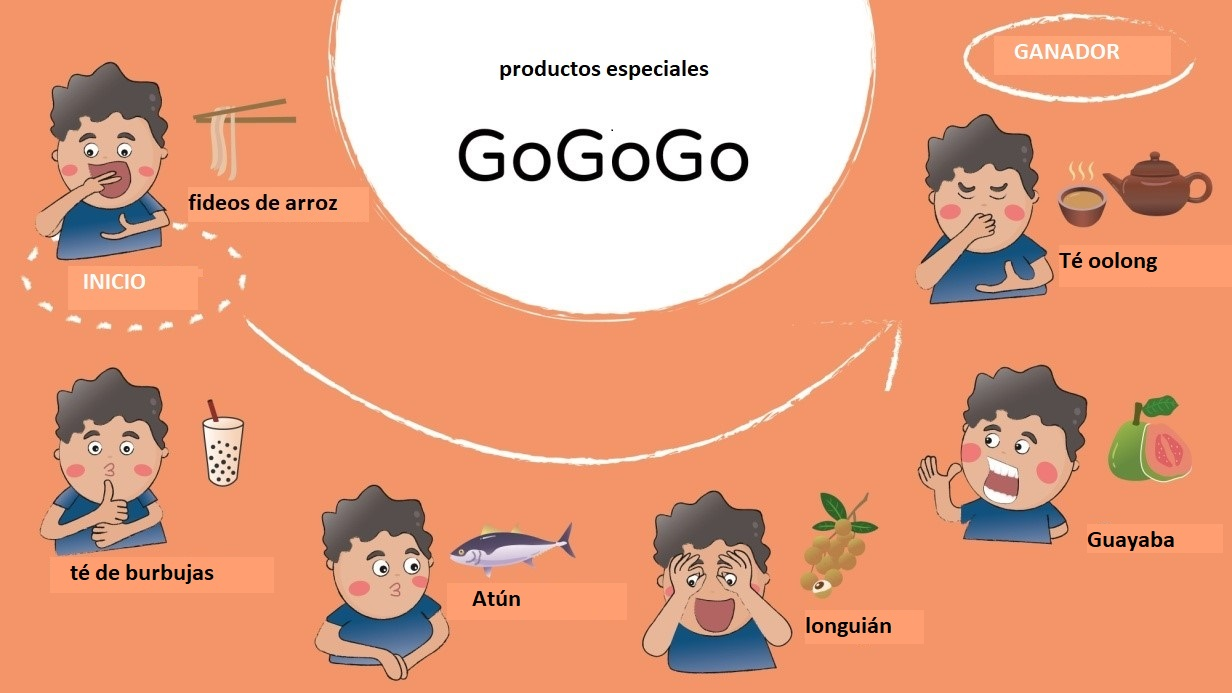 productos especiales
GoGoGo
GANADOR
fideos de arroz
INICIO
Té oolong
té de burbujas
Atún
longuián
Guayaba